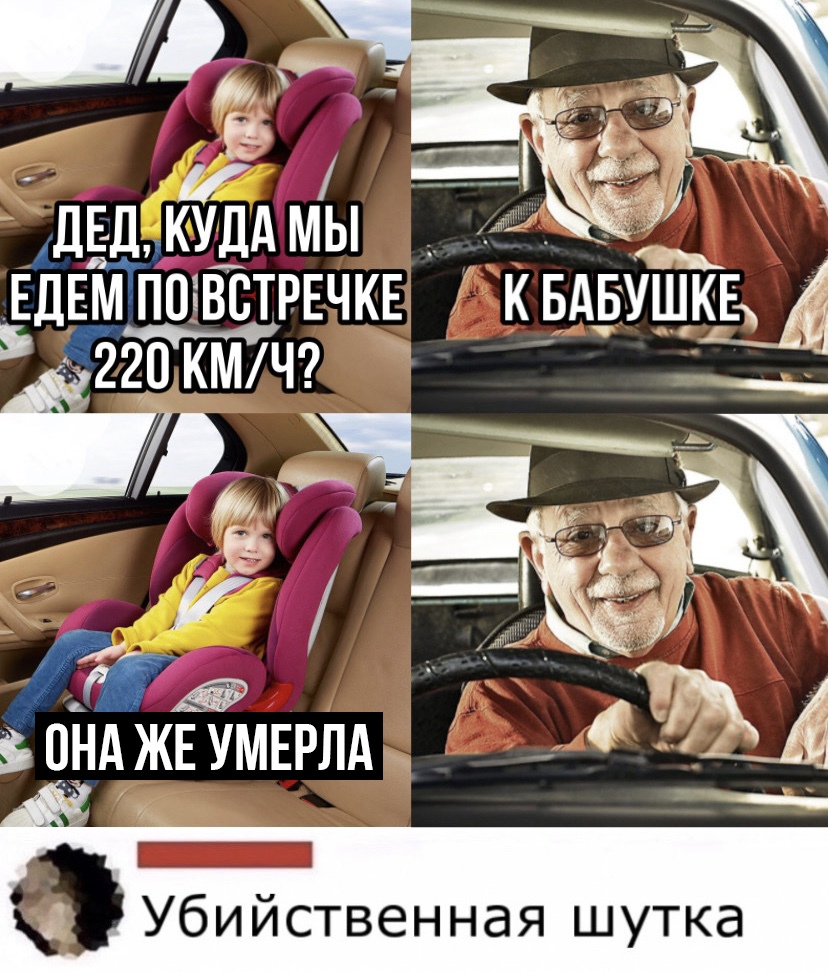 ДЕД, КУДА МЫ
ЕДЕМ ПО ВСТРЕЧКЕ
220 КМ/Ч?
К БАБУШКЕ
ОНА ЖЕ УМЕРЛА
Убийственная шутка